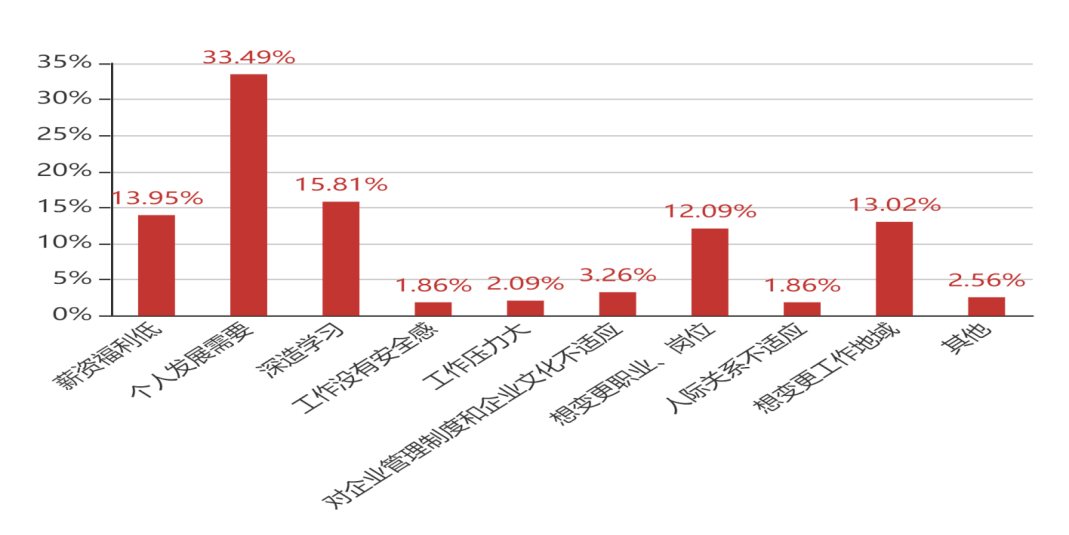 35%
30%
25%
20%
15%
10%
5%
0%
13.95%
33.49%
15.81%
1.86%
2.09%
3.26%
12.09%
1.86%
13.02%
2.56%
薪资福利低
个人发展需要
深造学习
工作没有安全感
工作压力大
对企业管理制度和企业文化不适应
想变更职业、岗位
人际关系不适应
想变更工作地域
其他